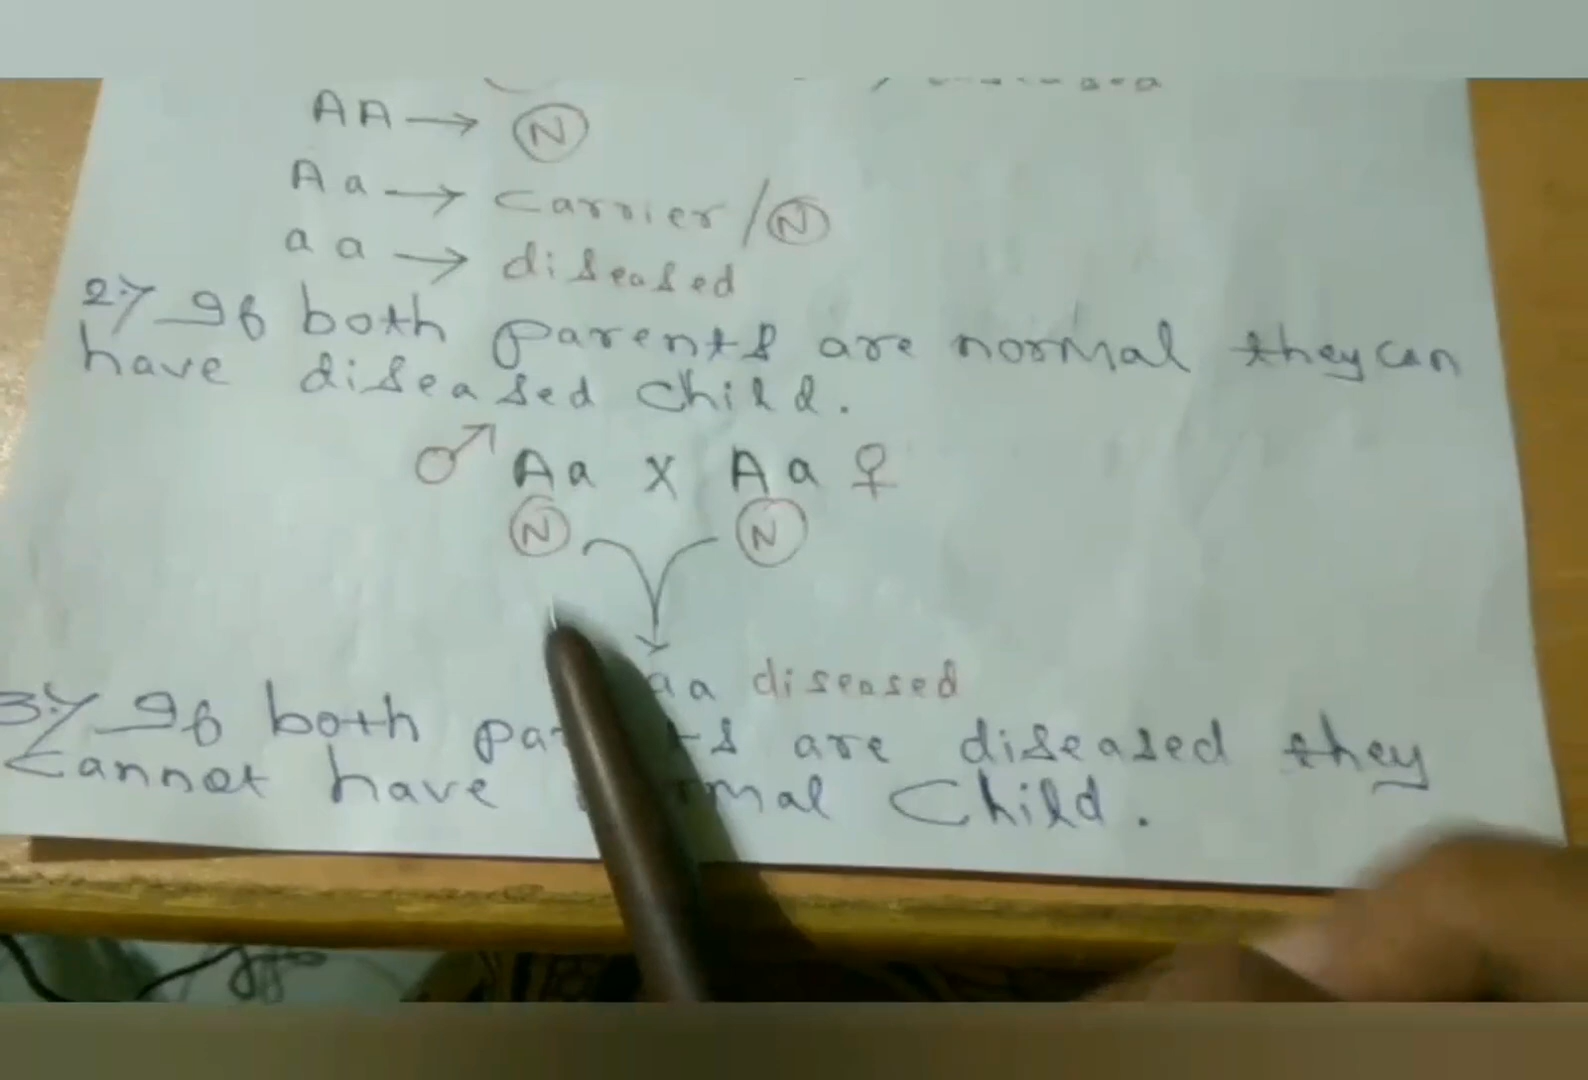 AA → N
Aa → Carrier / N
aa → diseased
2⟩ If both parents are normal they can
have diseased child.
♂ Aa x Aa ♀
N N
aa diseased
3⟩ If both are diseased they
cannot have Child.